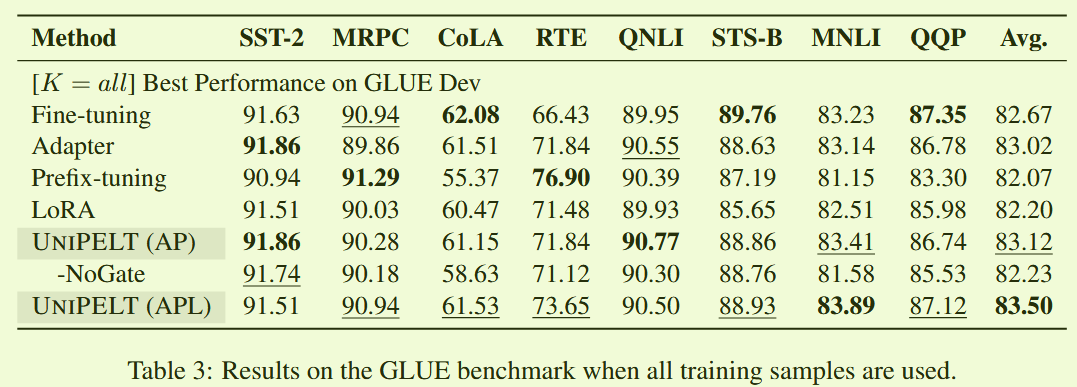 Method SST-2 MRPC CoLA RTE QNLI STS-B MNLI QQP Avg.
[K = all] Best Performance on GLUE Dev
Fine-tuning 91.63 90.94 62.08 66.43 89.95 89.76 83.23 87.35 82.67
Adapter 91.86 89.86 61.51 71.84 90.55 88.63 83.14 86.78 83.02
Prefix-tuning 90.94 91.29 55.37 76.90 90.39 87.19 81.15 83.30 82.07
LoRA 91.51 90.03 60.47 71.48 89.93 85.65 82.51 85.98 82.20
UNIPELT (AP) 91.86 90.28 61.15 71.84 90.77 88.86 83.41 86.74 83.12
-NoGate 91.74 90.18 58.63 71.12 90.30 88.76 81.58 85.53 82.23
UNIPELT (APL) 91.51 90.94 61.53 73.65 90.50 88.93 83.89 87.12 83.50
Table 3: Results on the GLUE benchmark when all training samples are used.